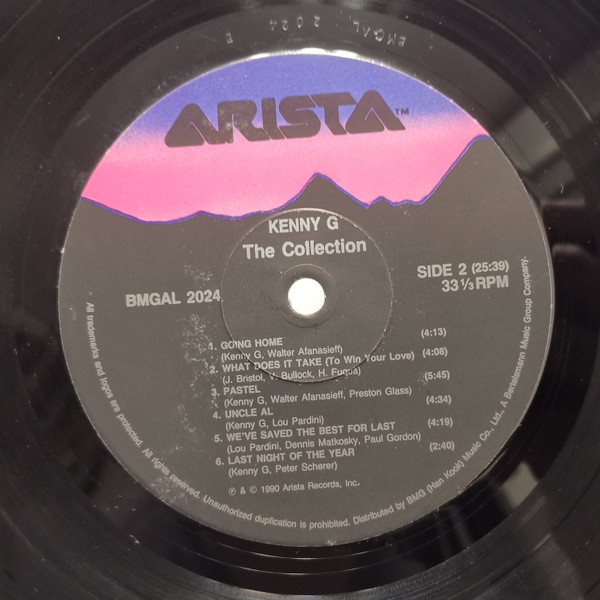 BMGAL 2024 B
ARISTA™
KENNY G
The Collection
BMGAL 2024
SIDE 2 (25:39)
33 ⅓ RPM
1. GOING HOME (4:13)
(Kenny G, Walter Afanasieff)
2. WHAT DOES IT TAKE (To Win Your Love) (4:08)
(J. Bristol, V. Bullock, H. Fuqua)
3. PASTEL (5:45)
(Kenny G, Walter Afanasieff, Preston Glass)
4. UNCLE AL (4:34)
(Kenny G, Lou Pardini)
5. WE'VE SAVED THE BEST FOR LAST (4:19)
(Lou Pardini, Dennis Matkosky, Paul Gordon)
6. LAST NIGHT OF THE YEAR (2:40)
(Kenny G, Peter Scherer)
℗ & © 1990 Arista Records, Inc.
All trademarks and logos are protected. All rights reserved. Unauthorized duplication is prohibited. Distributed by BMG (Han Kook) Music Co., Ltd., A Bertelsmann Music Group Company.